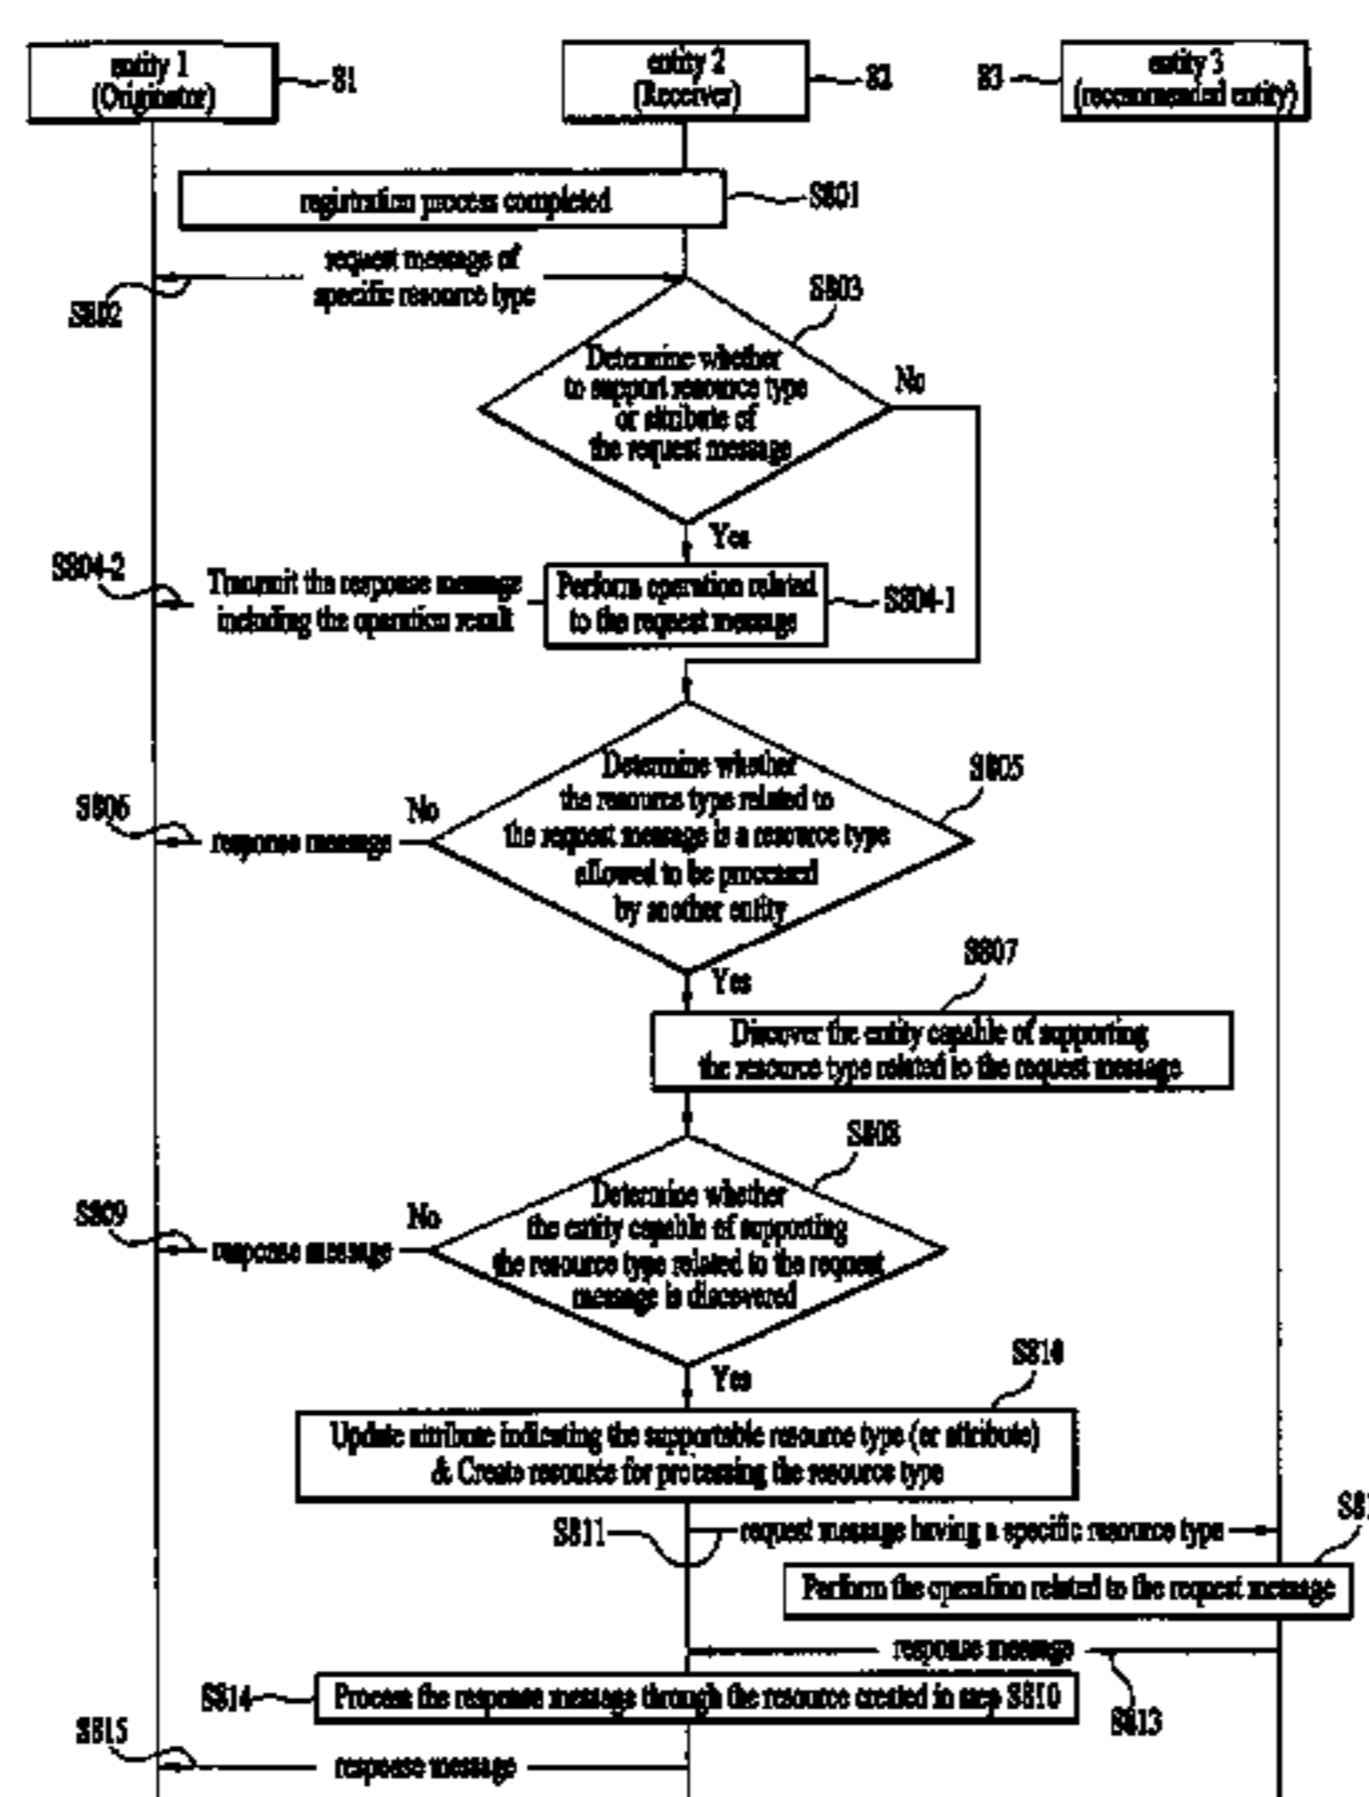 entity 1
(Originator)
81
entity 2
(Receiver)
82
83
entity 3
(recommended entity)
registration process completed
S801
request message of
specific resource type
S802
S803
Determine whether
to support resource type
or attribute of
the request message
No
Yes
S804-2
Transmit the response message
including the operation result
Perform operation related
to the request message
S804-1
Determine whether
the resource type related to
the request message is a resource type
allowed to be processed
by another entity
S805
S806
No
response message
Yes
S807
Discover the entity capable of supporting
the resource type related to the request message
S808
Determine whether
the entity capable of supporting
the resource type related to the request
message is discovered
S809
No
response message
Yes
S810
Update attribute indicating the supportable resource type (or attribute)
& Create resource for processing the resource type
S811
request message having a specific resource type
Perform the operation related to the request message
response message
S813
S814
Process the response message through the resource created in step S810
S815
response message